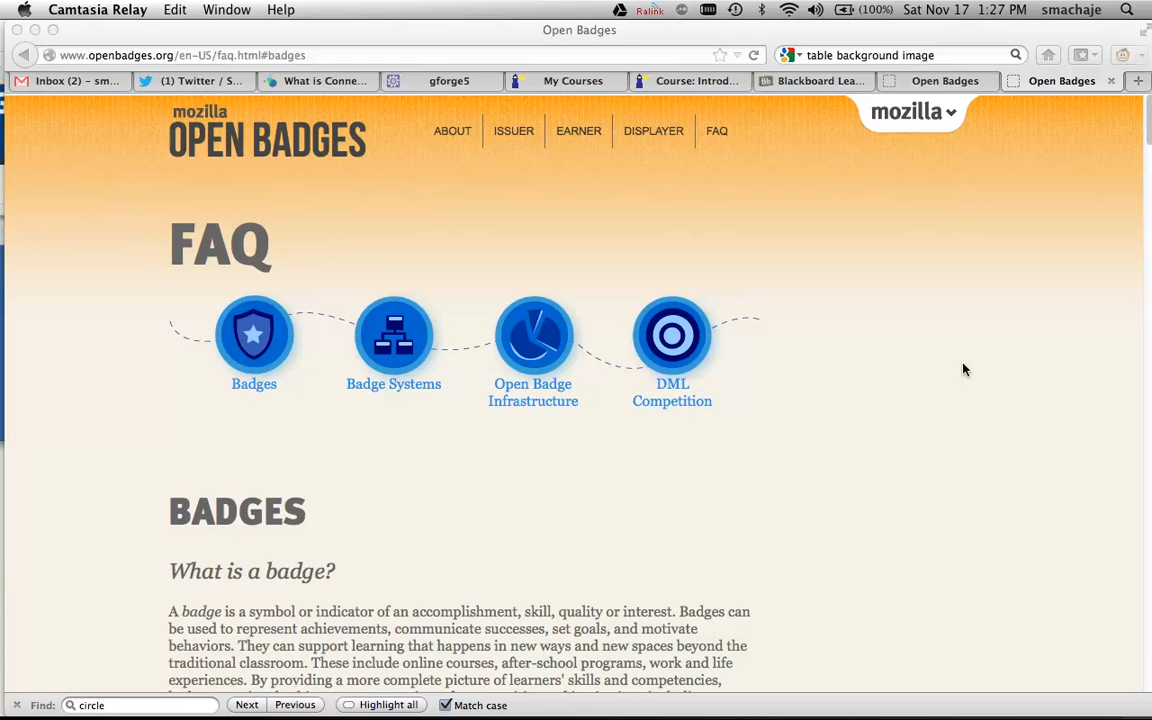 Camtasia Relay Edit Window Help Ralink (100%) Sat Nov 17 1:27 PM smachaje
Open Badges
www.openbadges.org/en-US/faq.html#badges table background image
Inbox (2) – sm... (1) Twitter / S... What is Conne... gforge5 My Courses Course: Introd... Blackboard Lea... Open Badges Open Badges
mozilla
OPEN BADGES
ABOUT ISSUER EARNER DISPLAYER FAQ
mozilla
FAQ
Badges
Badge Systems
Open Badge
Infrastructure
DML
Competition
BADGES
What is a badge?
A badge is a symbol or indicator of an accomplishment, skill, quality or interest. Badges can
be used to represent achievements, communicate successes, set goals, and motivate
behaviors. They can support learning that happens in new ways and new spaces beyond the
traditional classroom. These include online courses, after-school programs, work and life
experiences. By providing a more complete picture of learners' skills and competencies,
Find: circle Next Previous Highlight all Match case